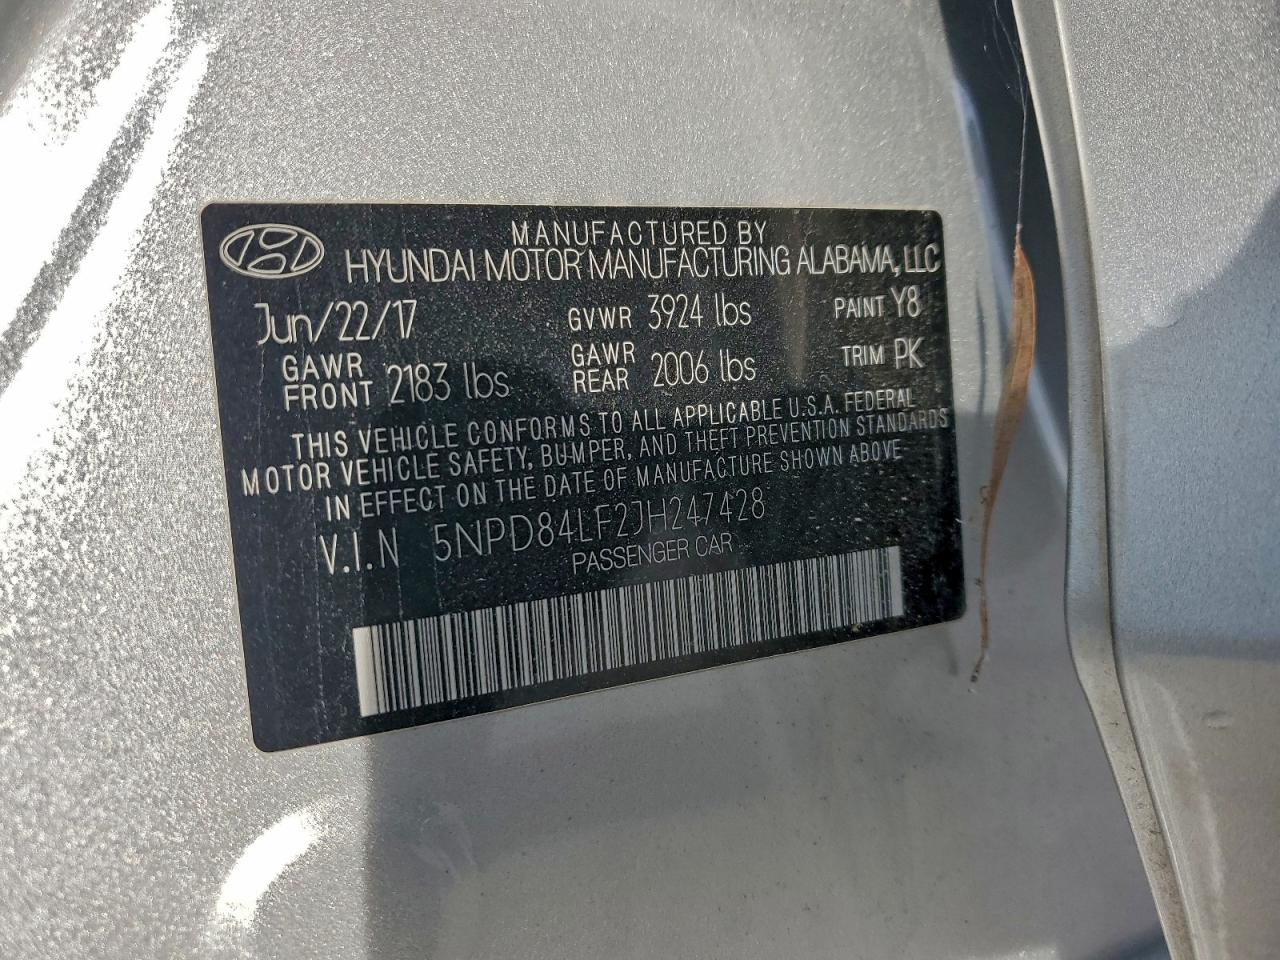 MANUFACTURED BY
HYUNDAI MOTOR MANUFACTURING ALABAMA, LLC
Jun/22/17 GVWR 3924 lbs PAINT Y8
GAWR FRONT 2183 lbs GAWR REAR 2006 lbs TRIM PK
THIS VEHICLE CONFORMS TO ALL APPLICABLE U.S.A. FEDERAL
MOTOR VEHICLE SAFETY, BUMPER, AND THEFT PREVENTION STANDARDS
IN EFFECT ON THE DATE OF MANUFACTURE SHOWN ABOVE
V.I.N 5NPD84LF2JH247428
PASSENGER CAR